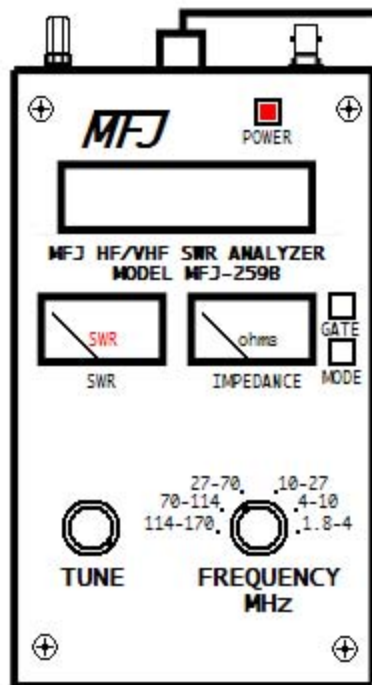 MFJ
POWER
MFJ HF/VHF SWR ANALYZER
MODEL MFJ-259B
SWR
ohms
GATE
SWR
IMPEDANCE
MODE
27-70
10-27
70-114
4-10
114-170
1.8-4
TUNE
FREQUENCY
MHz